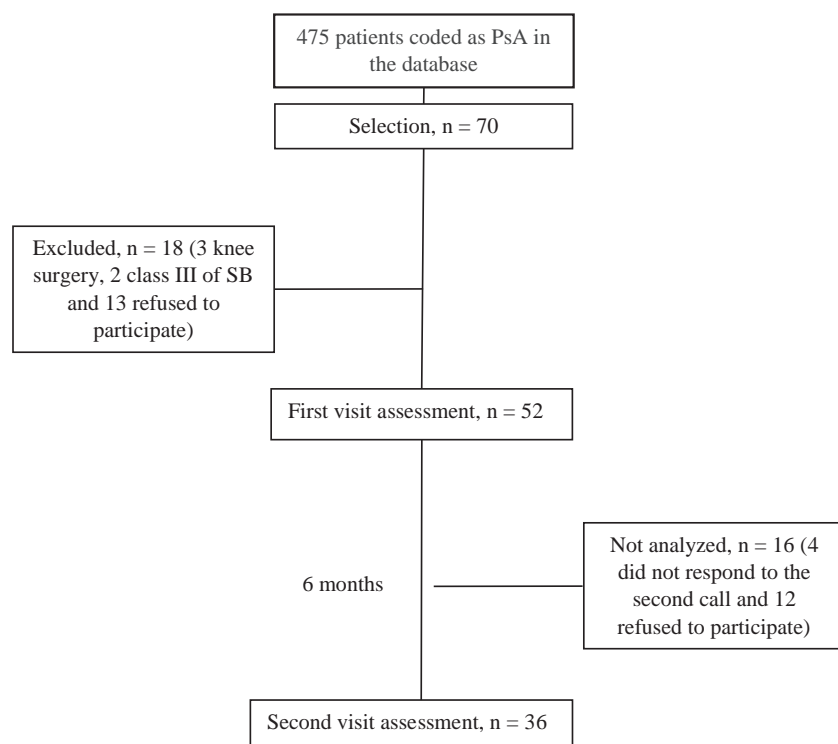 475 patients coded as PsA in
the database
Selection, n = 70
Excluded, n = 18 (3 knee
surgery, 2 class III of SB
and 13 refused to
participate)
First visit assessment, n = 52
Not analyzed, n = 16 (4
did not respond to the
second call and 12
refused to participate)
6 months
Second visit assessment, n = 36